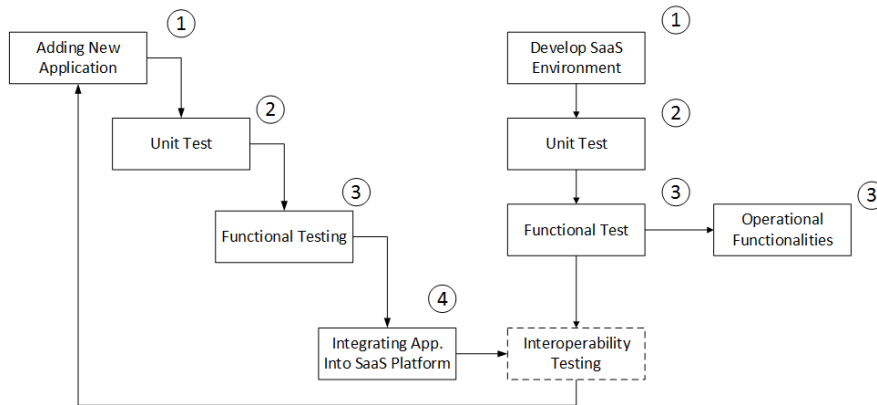 1
Adding New
Application
2
Unit Test
3
Functional Testing
4
Integrating App.
Into SaaS Platform
1
Develop SaaS
Environment
2
Unit Test
3
Functional Test
3
Operational
Functionalities
Interoperability
Testing